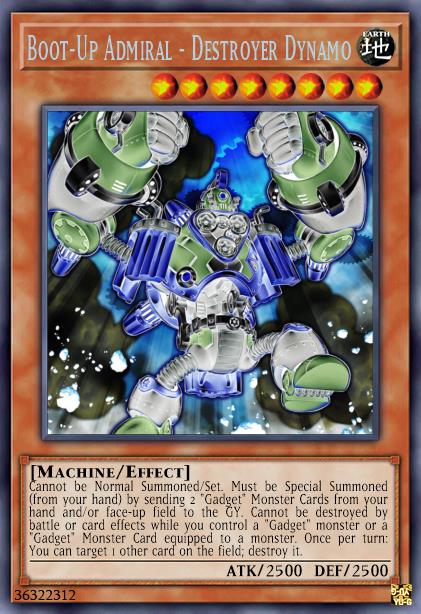 Boot-Up Admiral - Destroyer Dynamo
EARTH
地
[Machine/Effect]
Cannot be Normal Summoned/Set. Must be Special Summoned
(from your hand) by sending 2 "Gadget" Monster Cards from your
hand and/or face-up field to the GY. Cannot be destroyed by
battle or card effects while you control a "Gadget" monster or a
"Gadget" Monster Card equipped to a monster. Once per turn:
You can target 1 other card on the field; destroy it.
ATK/2500 DEF/2500
36322312